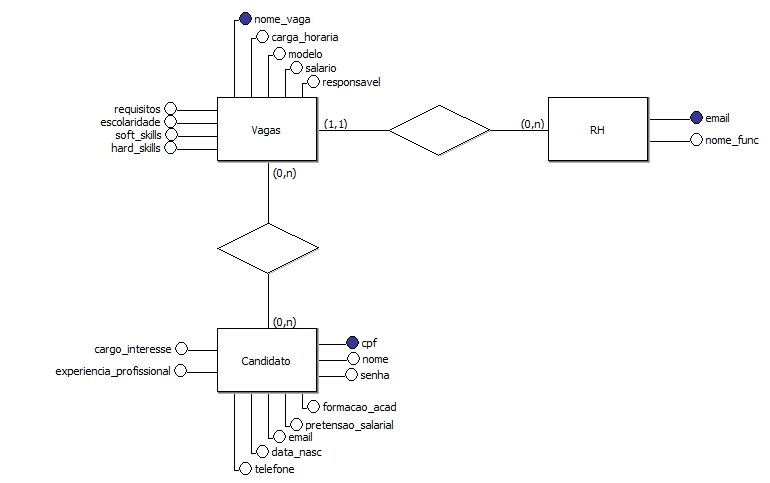 nome_vaga
carga_horaria
modelo
salario
responsavel
requisitos
escolaridade
soft_skills
hard_skills
Vagas
(1,1)
(0,n)
RH
email
nome_func
(0,n)
(0,n)
cargo_interesse
experiencia_profissional
Candidato
cpf
nome
senha
formacao_acad
pretensao_salarial
email
data_nasc
telefone